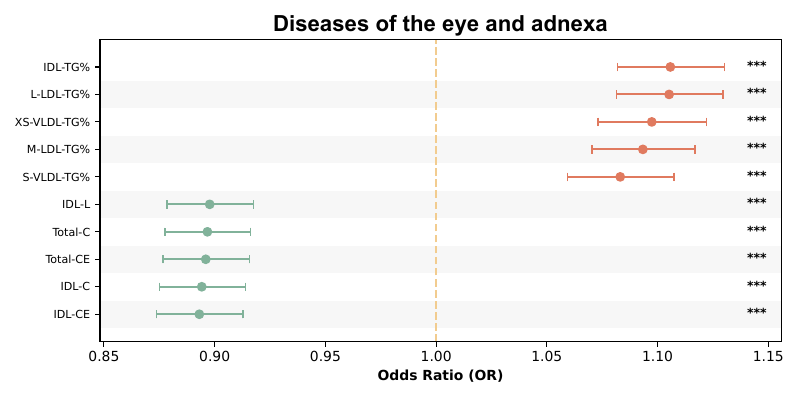 Diseases of the eye and adnexa
IDL-TG% ***
L-LDL-TG% ***
XS-VLDL-TG% ***
M-LDL-TG% ***
S-VLDL-TG% ***
IDL-L ***
Total-C ***
Total-CE ***
IDL-C ***
IDL-CE ***
0.85 0.90 0.95 1.00 1.05 1.10 1.15
Odds Ratio (OR)